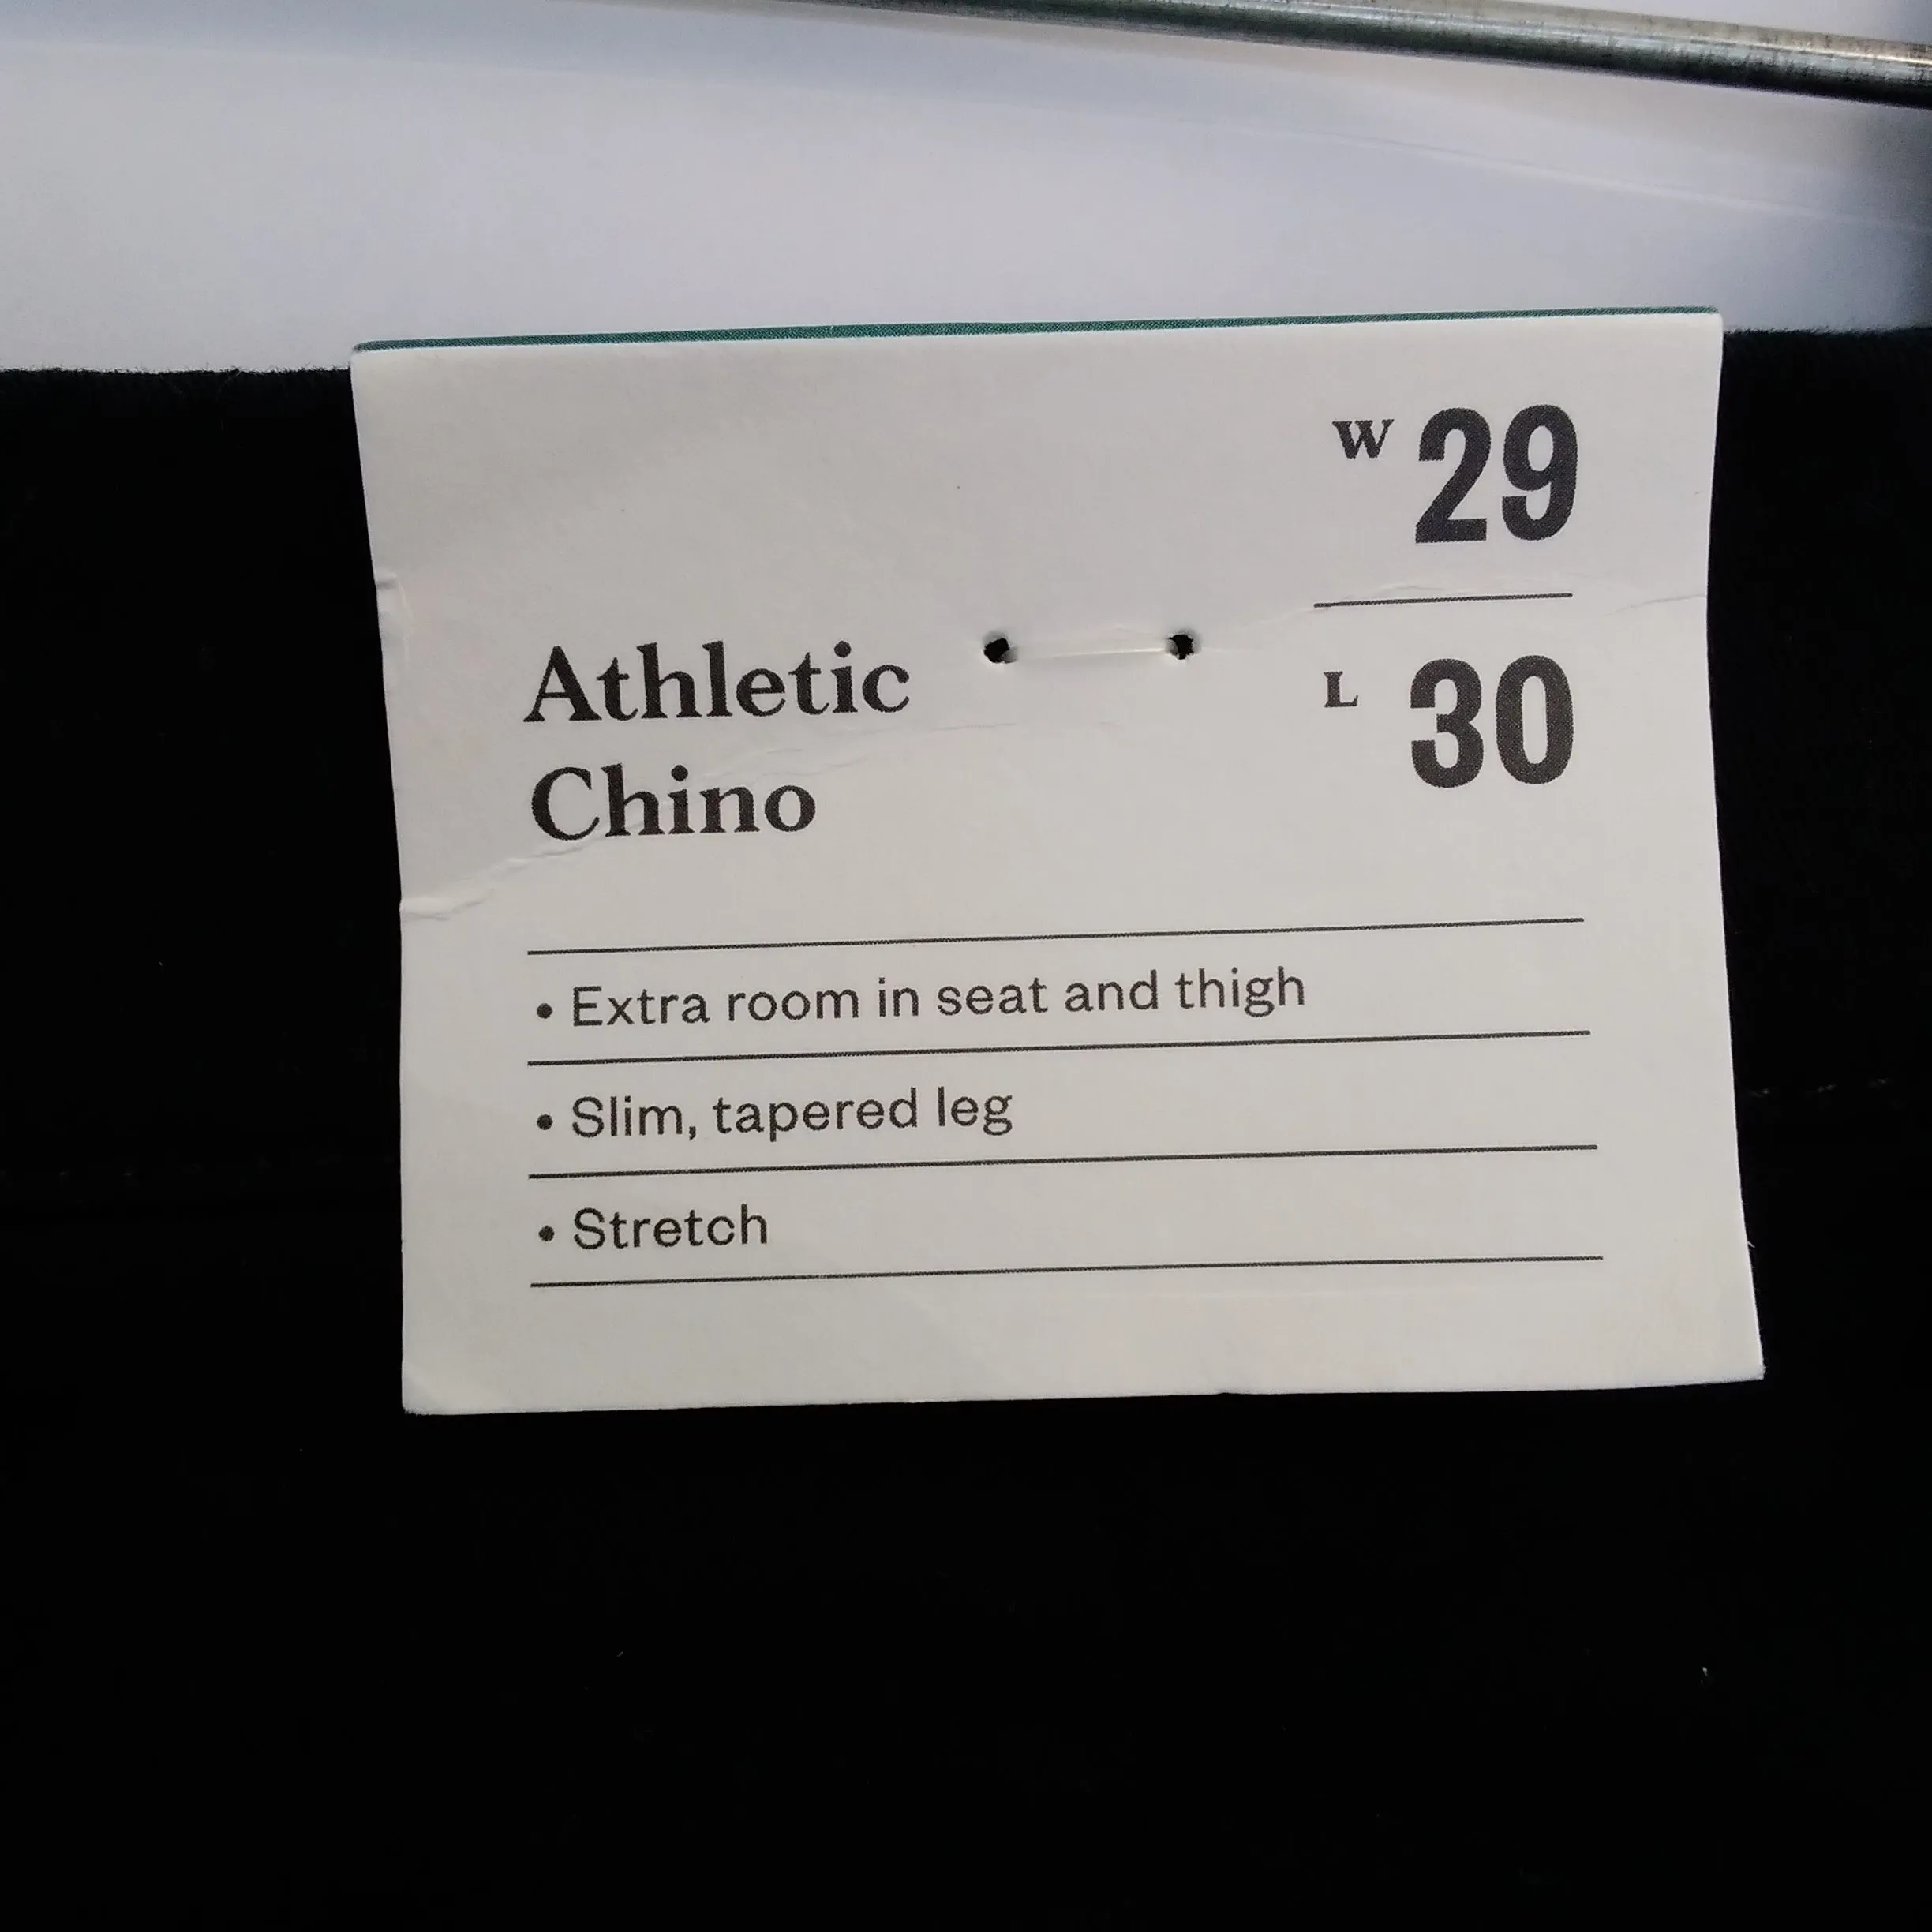 W 29
L 30
Athletic
Chino
• Extra room in seat and thigh
• Slim, tapered leg
• Stretch